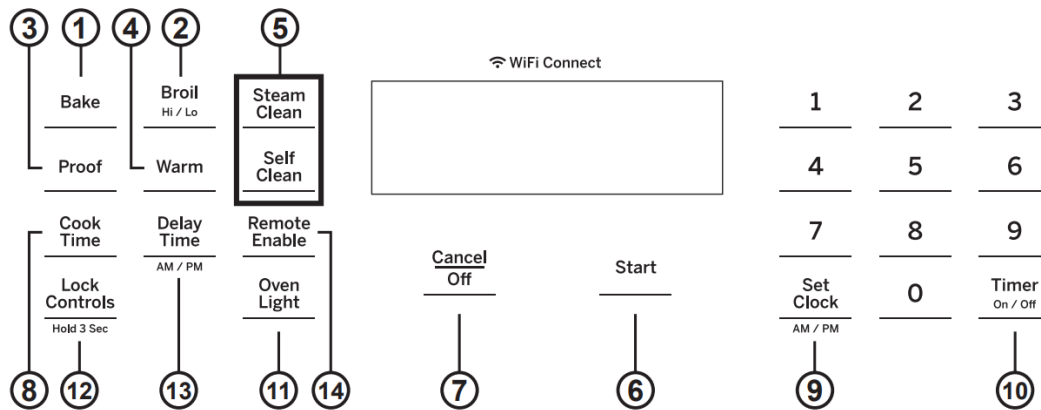 3 1 4 2 5
WiFi Connect
Bake
Broil
Hi / Lo
Steam
Clean
1 2 3
Proof
Warm
Self
Clean
4 5 6
Cook
Time
Delay
Time
AM / PM
Remote
Enable
7 8 9
Cancel
Off
Start
Lock
Controls
Hold 3 Sec
Oven
Light
Set
Clock
AM / PM
0
Timer
On / Off
8 12 13 11 14 7 6 9 10